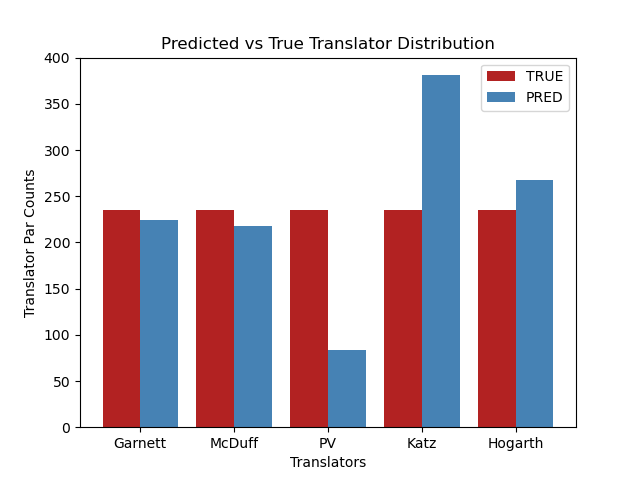 Predicted vs True Translator Distribution
TRUE
PRED
Translator Par Counts
400
350
300
250
200
150
100
50
0
Garnett McDuff PV Katz Hogarth
Translators